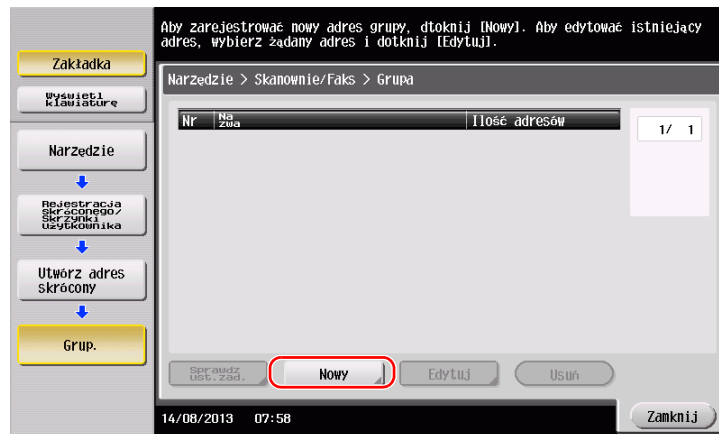 Aby zarejestrować nowy adres grupy, dtoknij [Nowy]. Aby edytować istniejący
adres, wybierz żądany adres i dotknij [Edytuj].
Zakładka
Wyświetl
klawiaturę
Narzędzie
Rejestracja
skróconego/
Skrzynki
użytkownika
Utwórz adres
skrócony
Grup.
Narzędzie > Skanownie/Faks > Grupa
Nr
Na
zwa
Ilość adresów
1/ 1
Sprawdz
ust.zad.
Nowy
Edytuj
Usuń
14/08/2013 07:58
Zamknij